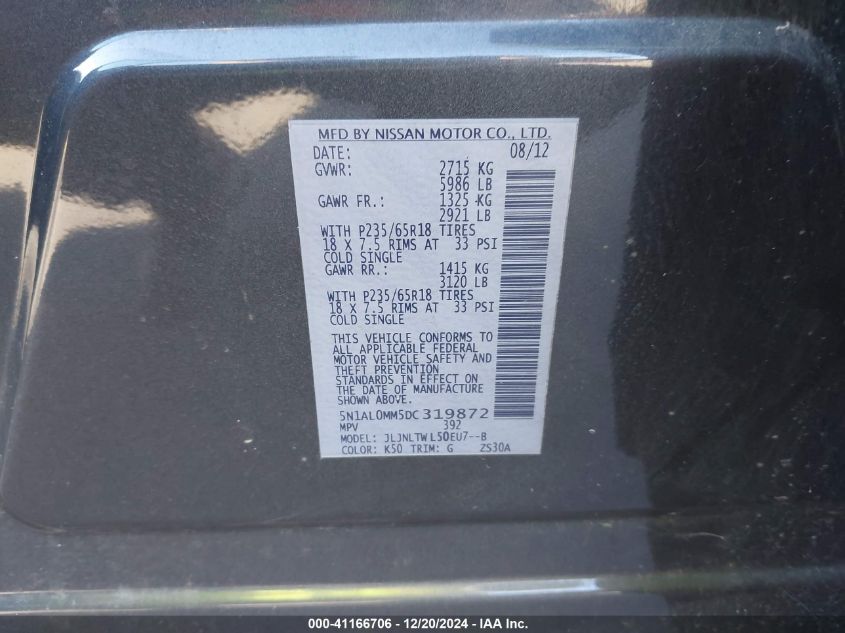 MFD BY NISSAN MOTOR CO., LTD.
DATE: 08/12
GVWR: 2715 KG
5986 LB
GAWR FR.: 1325 KG
2921 LB
WITH P235/65R18 TIRES
18 X 7.5 RIMS AT 33 PSI
COLD SINGLE
GAWR RR.: 1415 KG
3120 LB
WITH P235/65R18 TIRES
18 X 7.5 RIMS AT 33 PSI
COLD SINGLE
THIS VEHICLE CONFORMS TO
ALL APPLICABLE FEDERAL
MOTOR VEHICLE SAFETY AND
THEFT PREVENTION
STANDARDS IN EFFECT ON
THE DATE OF MANUFACTURE
SHOWN ABOVE.
5N1AL0MM5DC319872
MPV 392
MODEL: JLJNLTWL50EU7--B
COLOR: K50 TRIM: G ZS30A
000-41166706 - 12/20/2024 - IAA Inc.